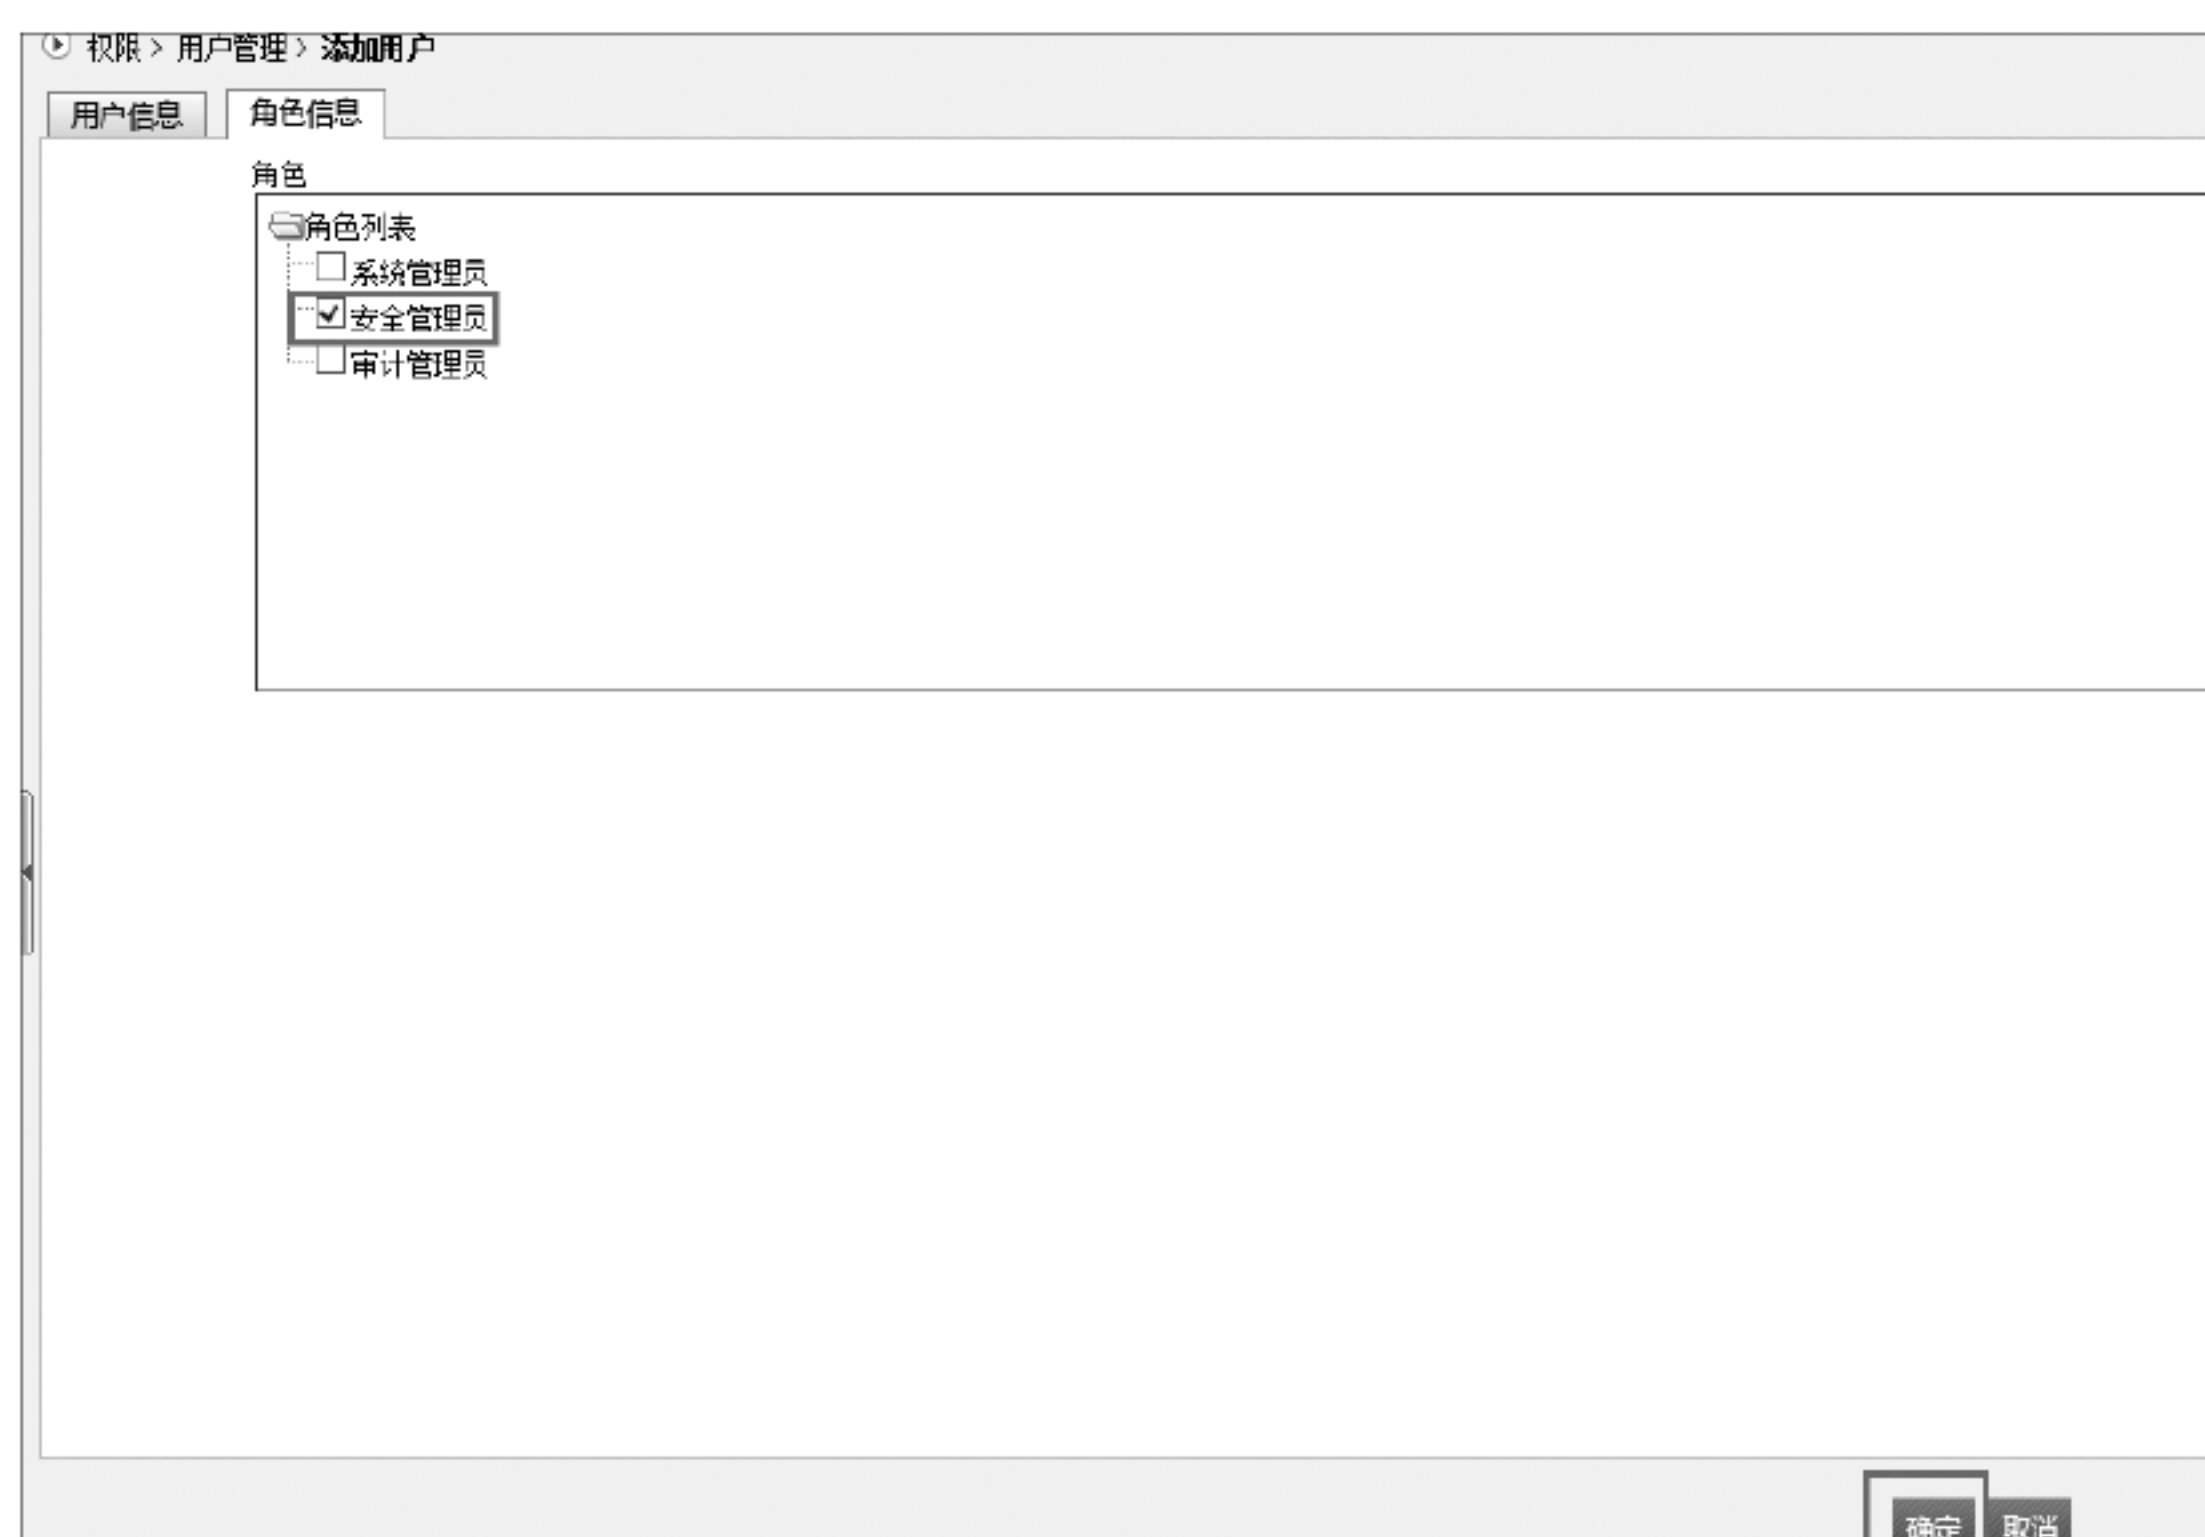 权限 > 用户管理 > 添加用户
用户信息 角色信息
角色
角色列表
系统管理员
安全管理员
审计管理员
确定 取消